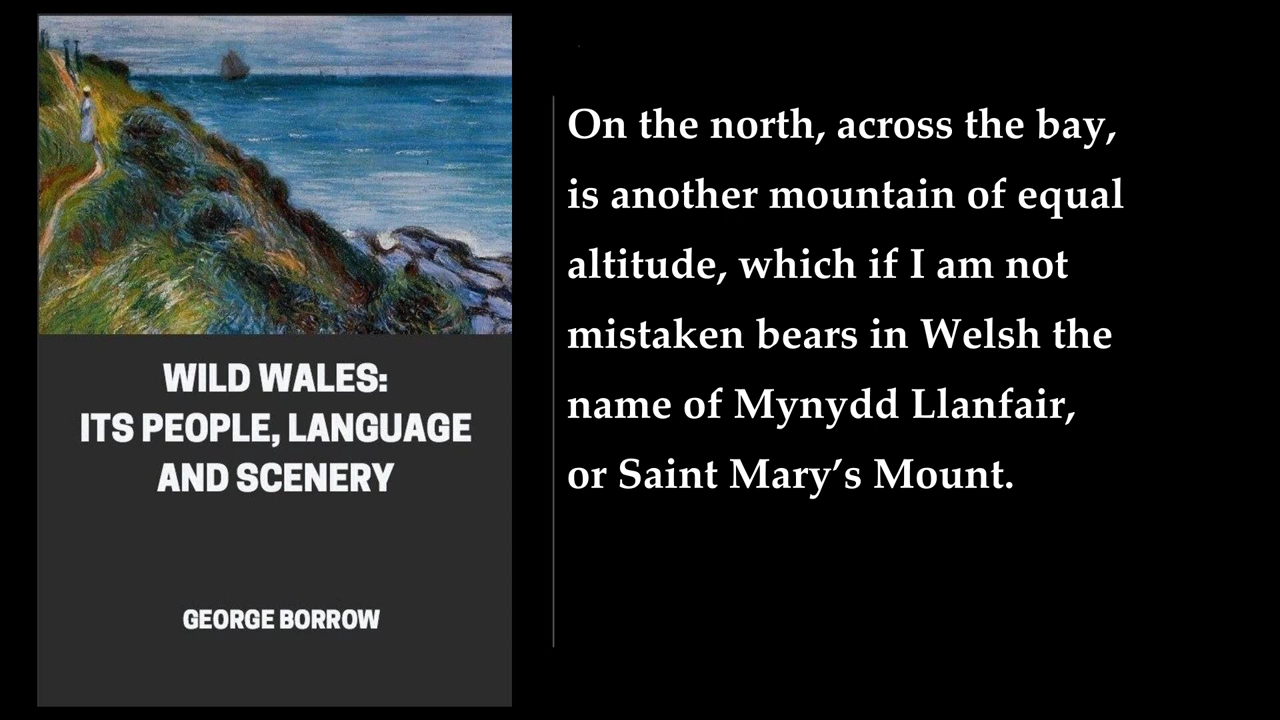 WILD WALES:
ITS PEOPLE, LANGUAGE
AND SCENERY
GEORGE BORROW
On the north, across the bay,
is another mountain of equal
altitude, which if I am not
mistaken bears in Welsh the
name of Mynydd Llanfair,
or Saint Mary’s Mount.